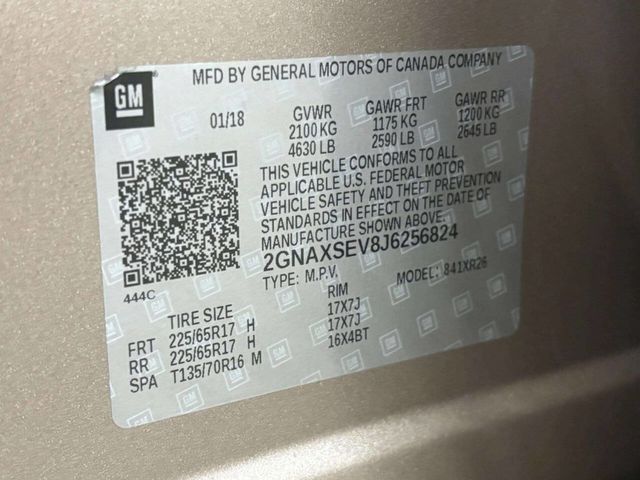 MFD BY GENERAL MOTORS OF CANADA COMPANY
GM
01/18 GVWR GAWR FRT GAWR RR
2100 KG 1175 KG 1200 KG
4630 LB 2590 LB 2645 LB
THIS VEHICLE CONFORMS TO ALL
APPLICABLE U.S. FEDERAL MOTOR
VEHICLE SAFETY AND THEFT PREVENTION
STANDARDS IN EFFECT ON THE DATE OF
MANUFACTURE SHOWN ABOVE.
2GNAXSEV8J6256824
TYPE: M.P.V. MODEL: 841XR26
444C
TIRE SIZE RIM
FRT 225/65R17 H 17X7J
RR 225/65R17 H 17X7J
SPA T135/70R16 M 16X4BT